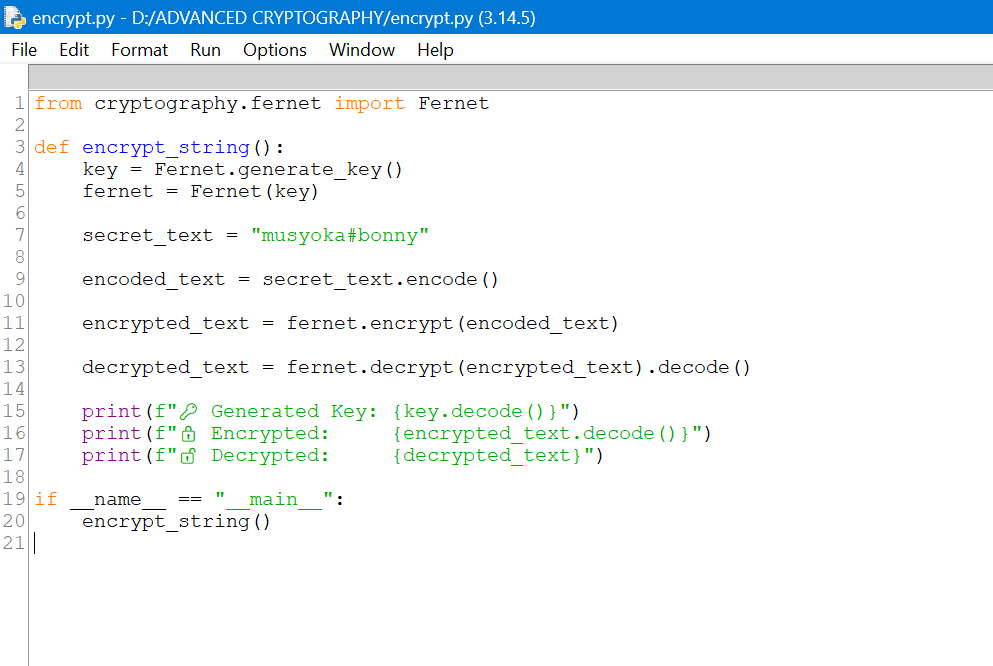 encrypt.py - D:/ADVANCED CRYPTOGRAPHY/encrypt.py (3.14.5)
File Edit Format Run Options Window Help
1 from cryptography.fernet import Fernet
2
3 def encrypt_string():
4     key = Fernet.generate_key()
5     fernet = Fernet(key)
6
7     secret_text = "musyoka#bonny"
8
9     encoded_text = secret_text.encode()
10
11     encrypted_text = fernet.encrypt(encoded_text)
12
13     decrypted_text = fernet.decrypt(encrypted_text).decode()
14
15     print(f"🔑 Generated Key: {key.decode()}")
16     print(f"🔒 Encrypted:     {encrypted_text.decode()}")
17     print(f"🔓 Decrypted:     {decrypted_text}")
18
19 if __name__ == "__main__":
20     encrypt_string()
21